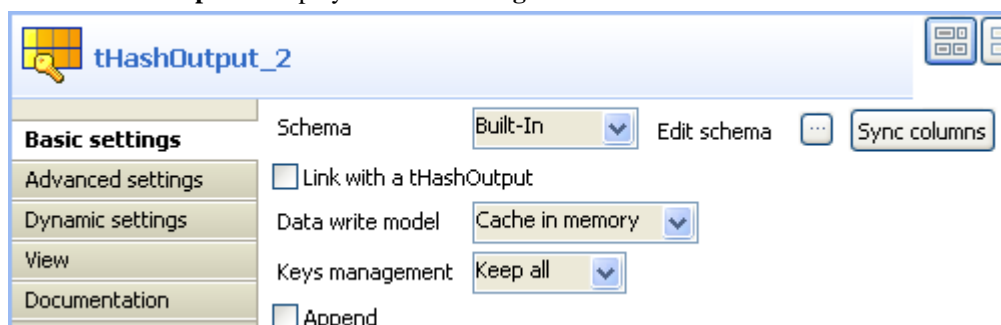 tHashOutput_2
Basic settings
Schema Built-In Edit schema ... Sync columns
Advanced settings
Link with a tHashOutput
Dynamic settings
Data write model Cache in memory
View
Keys management Keep all
Documentation
Append